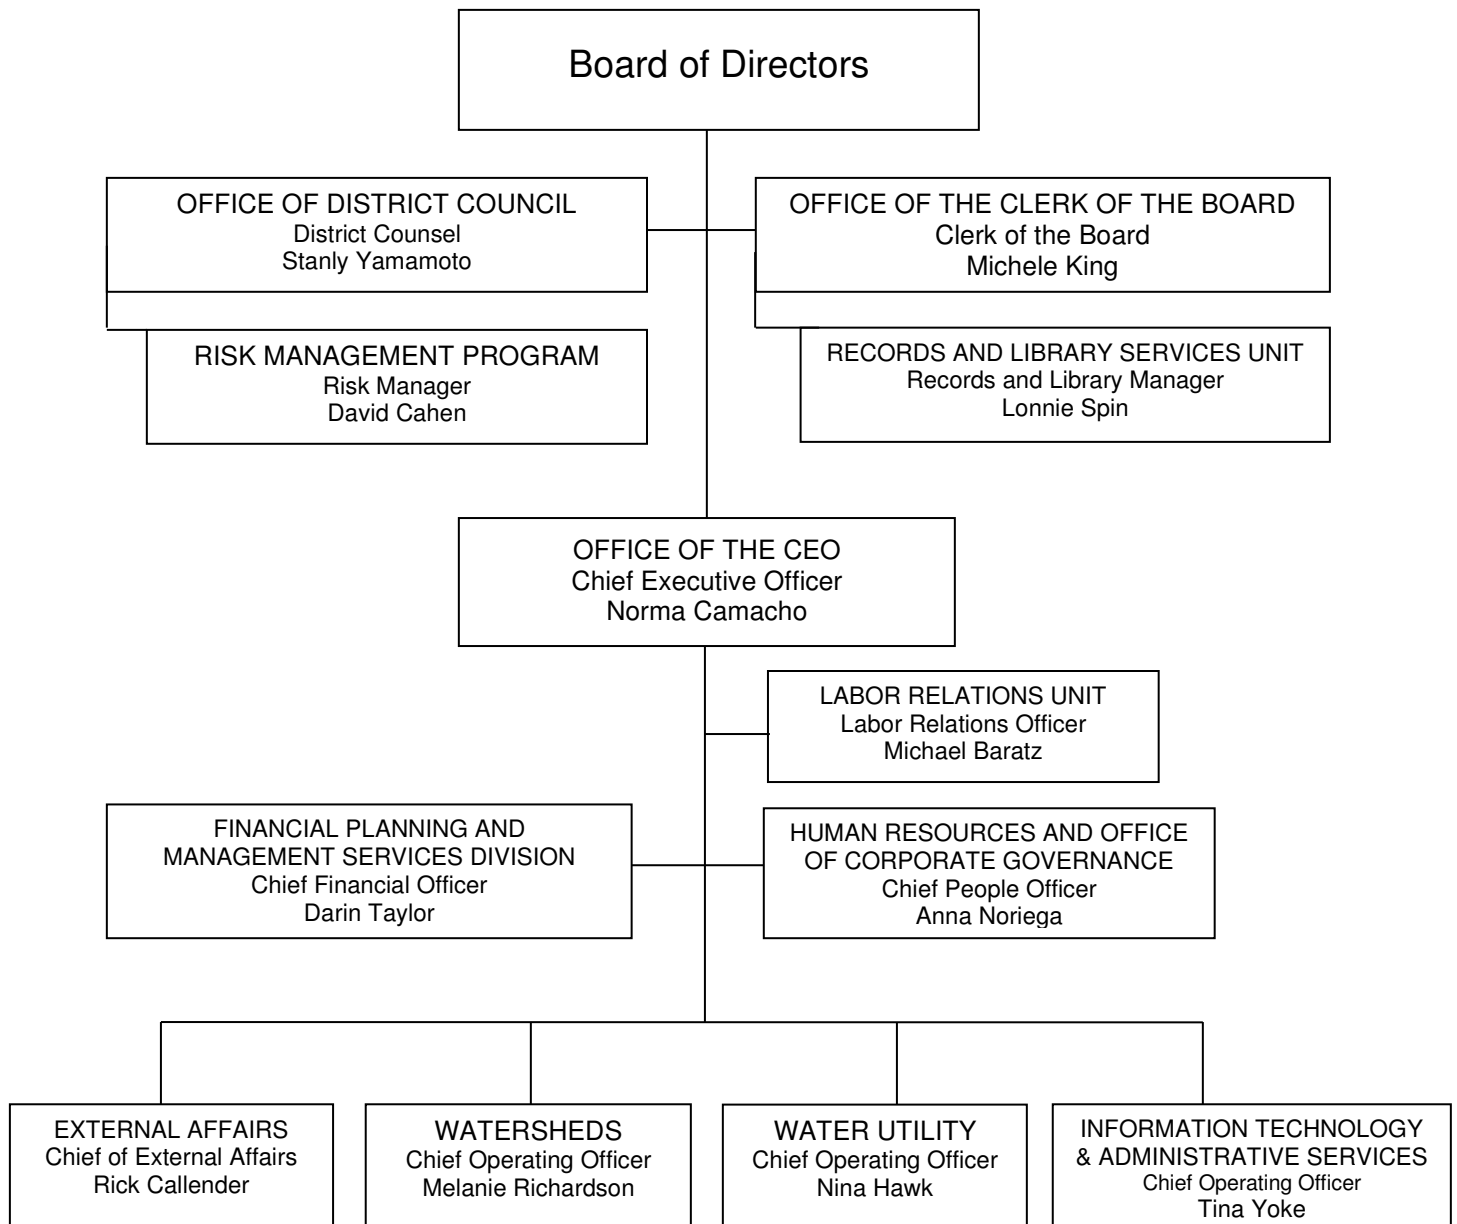 Board of Directors
OFFICE OF DISTRICT COUNCIL
District Counsel
Stanly Yamamoto
OFFICE OF THE CLERK OF THE BOARD
Clerk of the Board
Michele King
RISK MANAGEMENT PROGRAM
Risk Manager
David Cahen
RECORDS AND LIBRARY SERVICES UNIT
Records and Library Manager
Lonnie Spin
OFFICE OF THE CEO
Chief Executive Officer
Norma Camacho
LABOR RELATIONS UNIT
Labor Relations Officer
Michael Baratz
FINANCIAL PLANNING AND
MANAGEMENT SERVICES DIVISION
Chief Financial Officer
Darin Taylor
HUMAN RESOURCES AND OFFICE
OF CORPORATE GOVERNANCE
Chief People Officer
Anna Noriega
EXTERNAL AFFAIRS
Chief of External Affairs
Rick Callender
WATERSHEDS
Chief Operating Officer
Melanie Richardson
WATER UTILITY
Chief Operating Officer
Nina Hawk
INFORMATION TECHNOLOGY
& ADMINISTRATIVE SERVICES
Chief Operating Officer
Tina Yoke